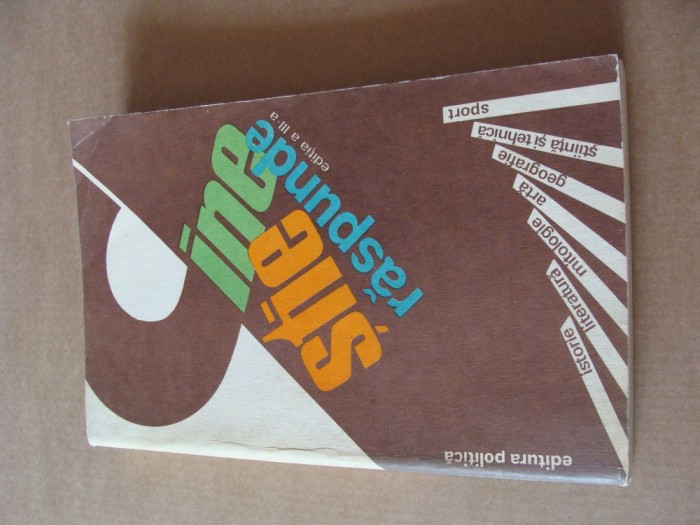 cine
știe
răspunde
ediția a III-a
sport
știință și tehnică
geografie
artă
mitologie
literatură
istorie
editura politică